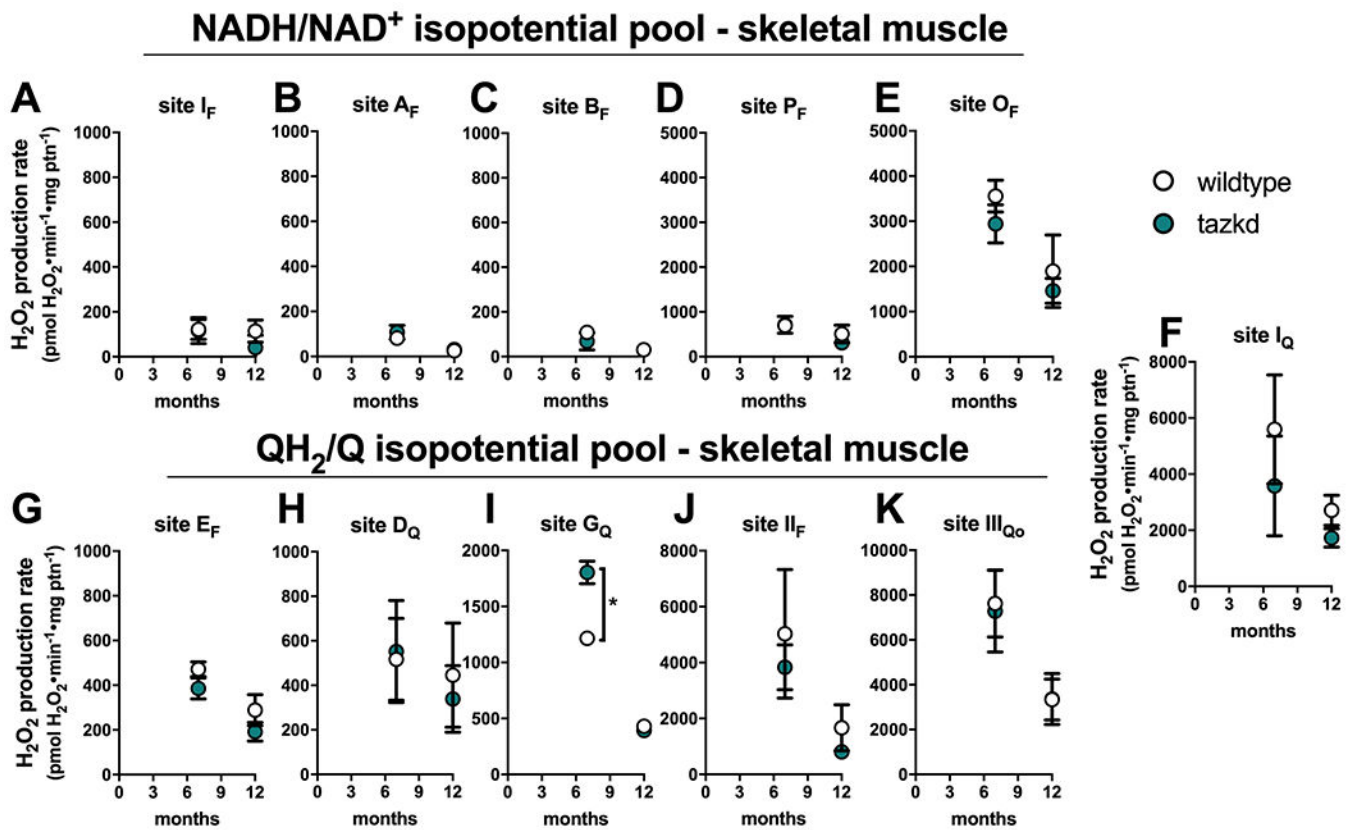 NADH/NAD⁺ isopotential pool - skeletal muscle
A
site I_F
B
site A_F
C
site B_F
D
site P_F
E
site O_F
H₂O₂ production rate
(pmol H₂O₂•min⁻¹•mg ptn⁻¹)
1000
800
600
400
200
0
0 3 6 9 12
months
1000
800
600
400
200
0
0 3 6 9 12
months
1000
800
600
400
200
0
0 3 6 9 12
months
5000
4000
3000
2000
1000
0
0 3 6 9 12
months
5000
4000
3000
2000
1000
0
0 3 6 9 12
months
wildtype
tazkd
F
site I_Q
H₂O₂ production rate
(pmol H₂O₂•min⁻¹•mg ptn⁻¹)
8000
6000
4000
2000
0
0 3 6 9 12
months
QH₂/Q isopotential pool - skeletal muscle
G
site E_F
H
site D_Q
I
site G_Q
J
site II_F
K
site III_Qo
H₂O₂ production rate
(pmol H₂O₂•min⁻¹•mg ptn⁻¹)
1000
800
600
400
200
0
0 3 6 9 12
months
1000
800
600
400
200
0
0 3 6 9 12
months
2000
1500
1000
500
0
*
0 3 6 9 12
months
8000
6000
4000
2000
0
0 3 6 9 12
months
10000
8000
6000
4000
2000
0
0 3 6 9 12
months